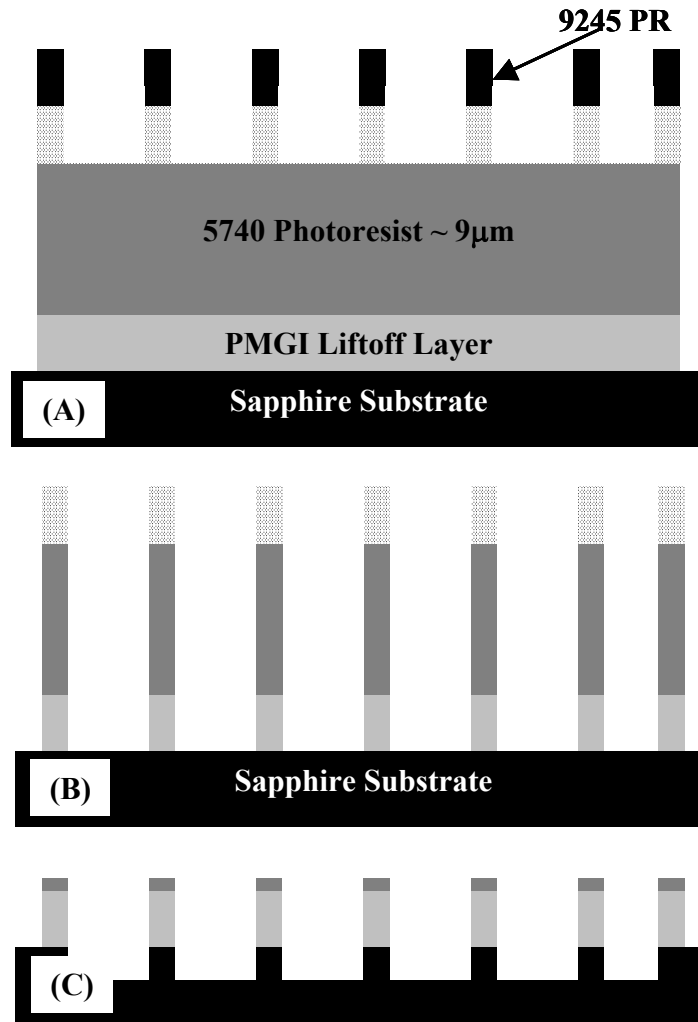 9245 PR
5740 Photoresist ~ 9μm
PMGI Liftoff Layer
Sapphire Substrate
(A)
Sapphire Substrate
(B)
(C)